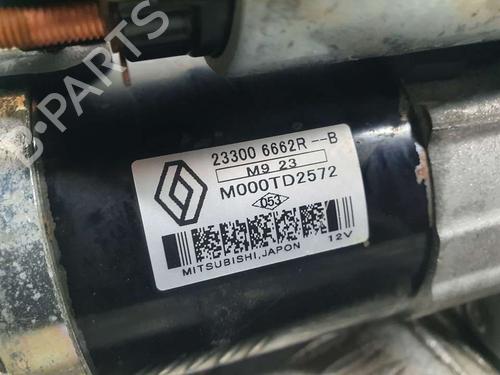 B-PARTS
23300 6662R--B
M9 23
M000TD2572
053
MITSUBISHI,JAPON 12V